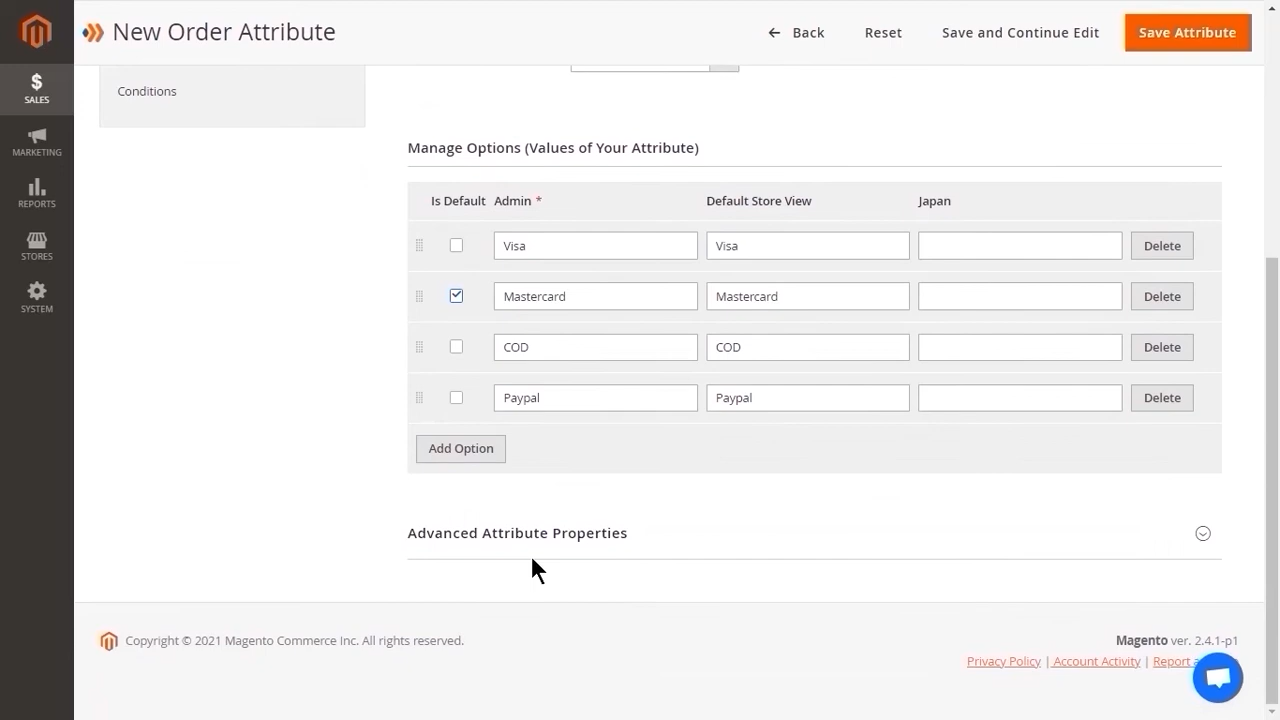 New Order Attribute
Back
Reset
Save and Continue Edit
Save Attribute
SALES
MARKETING
REPORTS
STORES
SYSTEM
Conditions
Manage Options (Values of Your Attribute)
Is Default Admin * Default Store View Japan
Visa Visa Delete
Mastercard Mastercard Delete
COD COD Delete
Paypal Paypal Delete
Add Option
Advanced Attribute Properties
Copyright © 2021 Magento Commerce Inc. All rights reserved.
Magento ver. 2.4.1-p1
Privacy Policy | Account Activity | Report